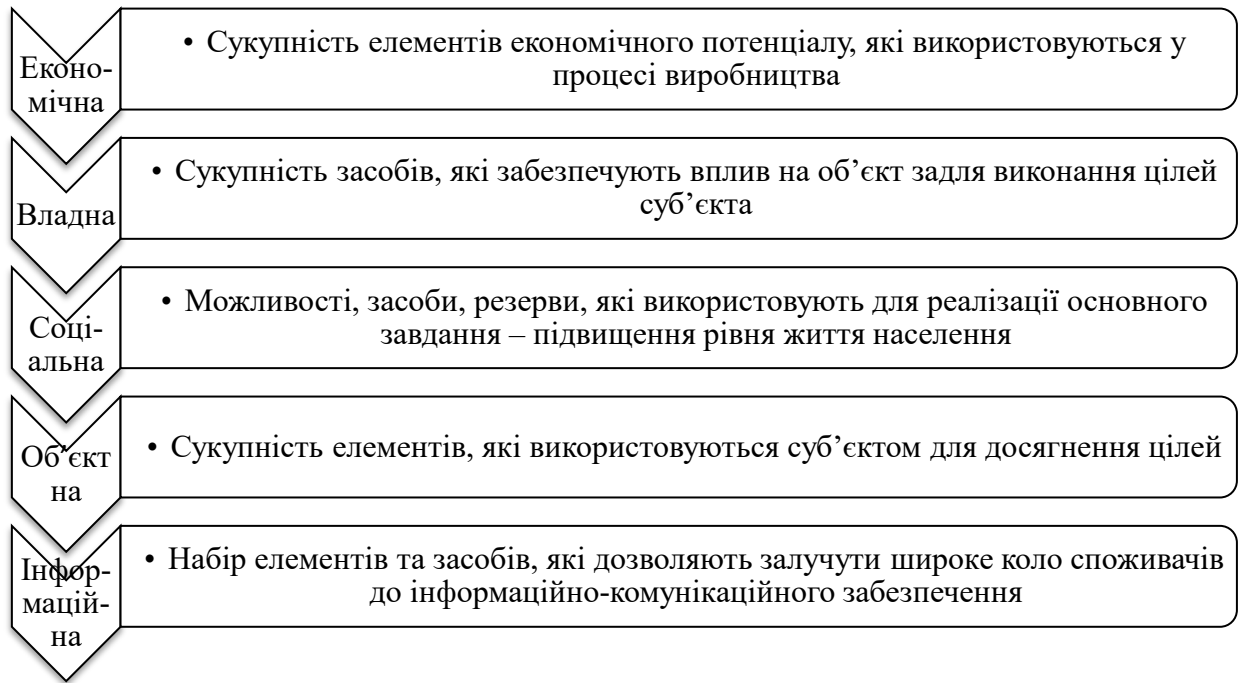 Еконо-
мічна
• Сукупність елементів економічного потенціалу, які використовуються у
процесі виробництва
Владна
• Сукупність засобів, які забезпечують вплив на об’єкт задля виконання цілей
суб’єкта
Соці-
альна
• Можливості, засоби, резерви, які використовують для реалізації основного
завдання – підвищення рівня життя населення
Об’єкт
на
• Сукупність елементів, які використовуються суб’єктом для досягнення цілей
Інфор-
мацій-
на
• Набір елементів та засобів, які дозволяють залучути широке коло споживачів
до інформаційно-комунікаційного забезпечення